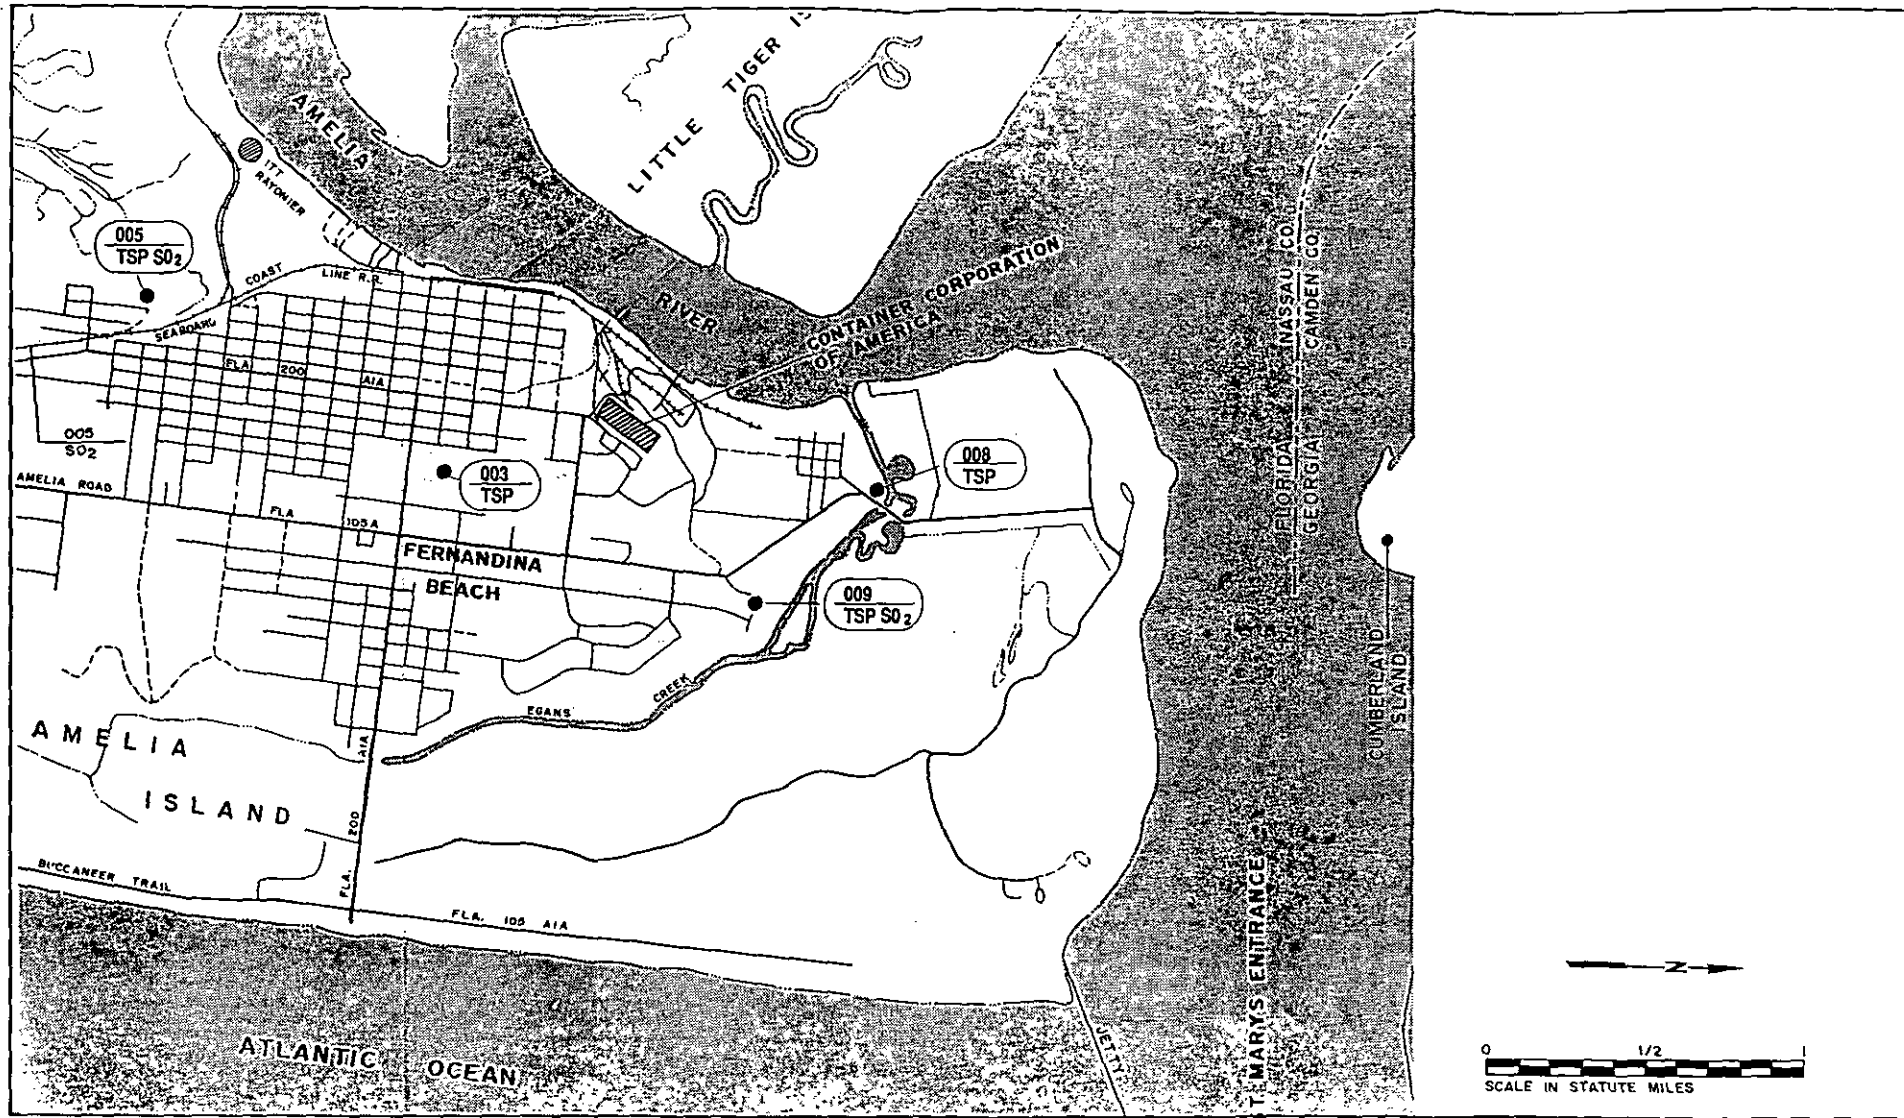 LITTLE TIGER IS
AMELIA
RIVER
ITT
RAYONIER
005
TSP SO2
SEABOARD COAST LINE R.R.
CONTAINER CORPORATION
OF AMERICA
FLA. 200 A1A
005
SO2
003
TSP
008
TSP
AMELIA ROAD
FLA 105A
FERNANDINA
BEACH
009
TSP SO2
EGANS CREEK
AMELIA
ISLAND
A1A
FLA. 200
BUCCANEER TRAIL
FLA. 105 A1A
ATLANTIC OCEAN
JETTY
T MARYS ENTRANCE
FLORIDA NASSAU CO.
GEORGIA CAMDEN CO.
CUMBERLAND
ISLAND
N
0 1/2 1
SCALE IN STATUTE MILES